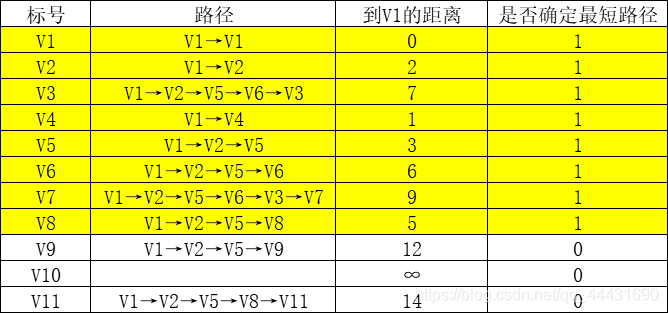 标号 路径 到V1的距离 是否确定最短路径
V1 V1→V1 0 1
V2 V1→V2 2 1
V3 V1→V2→V5→V6→V3 7 1
V4 V1→V4 1 1
V5 V1→V2→V5 3 1
V6 V1→V2→V5→V6 6 1
V7 V1→V2→V5→V6→V3→V7 9 1
V8 V1→V2→V5→V8 5 1
V9 V1→V2→V5→V9 12 0
V10 ∞ 0
V11 V1→V2→V5→V8→V11 14 0
https://blog.csdn.net/qq_44431690